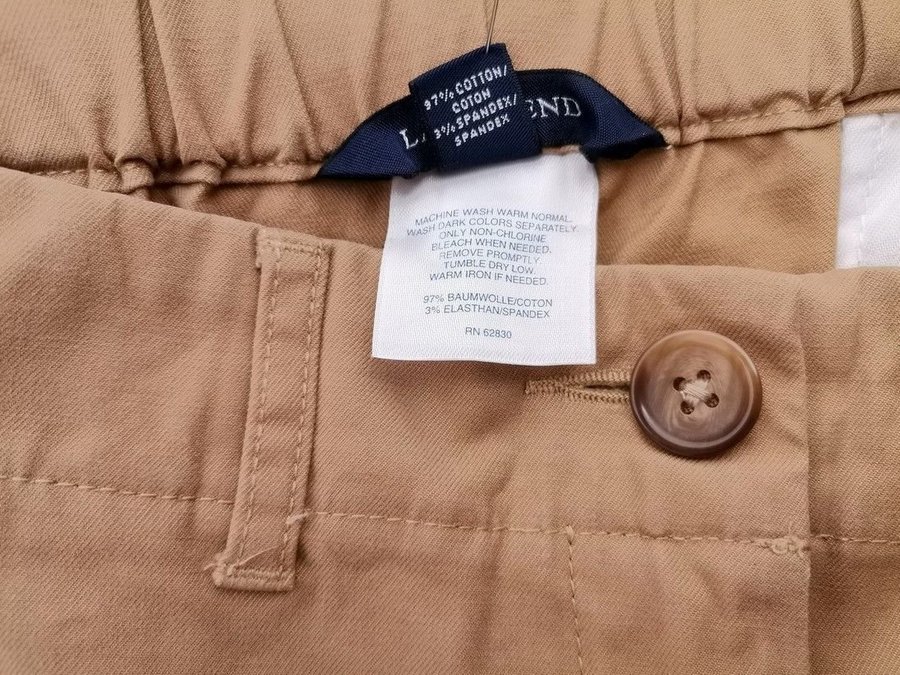 97% COTTON/
COTON
3% SPANDEX/
SPANDEX
L END
MACHINE WASH WARM NORMAL.
WASH DARK COLORS SEPARATELY.
ONLY NON-CHLORINE
BLEACH WHEN NEEDED.
REMOVE PROMPTLY.
TUMBLE DRY LOW.
WARM IRON IF NEEDED.
97% BAUMWOLLE/COTON
3% ELASTHAN/SPANDEX
RN 62830